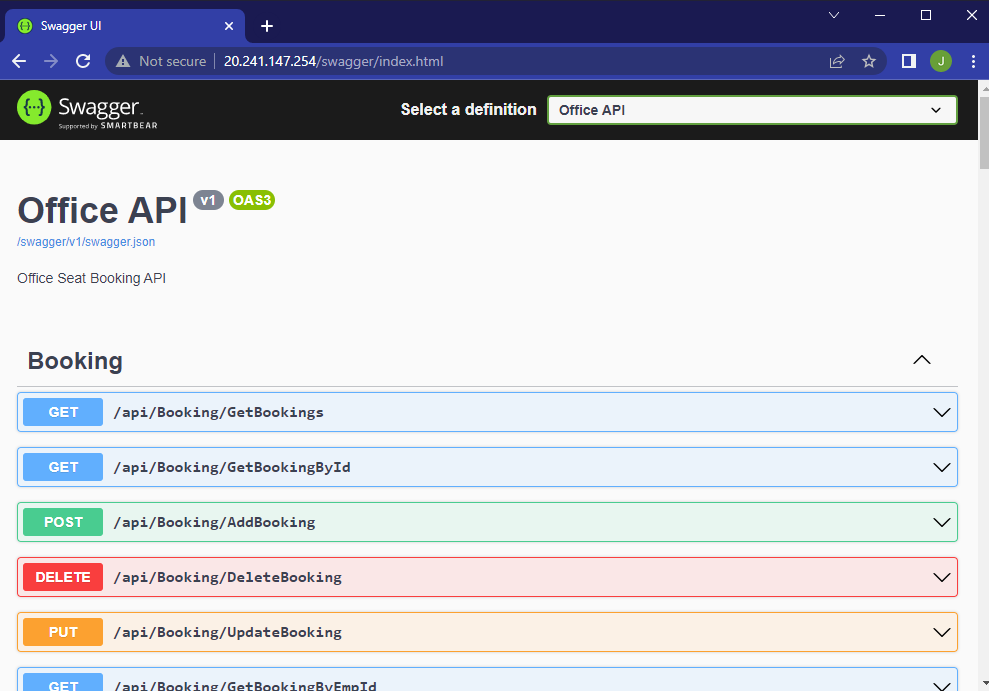 Swagger UI
Not secure
20.241.147.254/swagger/index.html
J
Swagger
Supported by SMARTBEAR
Select a definition
Office API
Office API v1 OAS3
/swagger/v1/swagger.json
Office Seat Booking API
Booking
GET /api/Booking/GetBookings
GET /api/Booking/GetBookingById
POST /api/Booking/AddBooking
DELETE /api/Booking/DeleteBooking
PUT /api/Booking/UpdateBooking
GET /api/Booking/GetBookingByEmpId